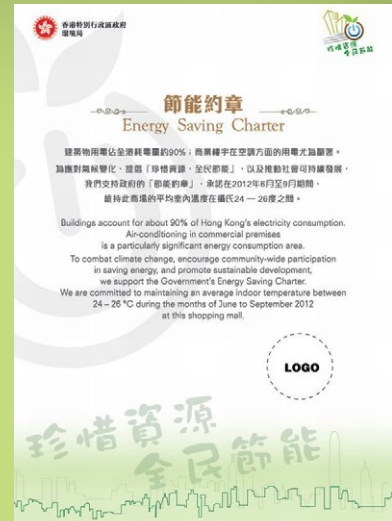 香港特別行政區政府
環境局
珍惜資源
全民節能
節能約章
Energy Saving Charter
建築物用電佔全港耗電量約90%；商業樓宇在空調方面的用電尤為顯著。
為應對氣候變化、提倡「珍惜資源，全民節能」，以及推動社會可持續發展，
我們支持政府的「節能約章」，承諾在2012年6月至9月期間，
維持此商場的平均室內溫度在攝氏24 — 26度之間。
Buildings account for about 90% of Hong Kong's electricity consumption.
Air-conditioning in commercial premises
is a particularly significant energy consumption area.
To combat climate change, encourage community-wide participation
in saving energy, and promote sustainable development,
we support the Government's Energy Saving Charter.
We are committed to maintaining an average indoor temperature between
24 – 26 °C during the months of June to September 2012
at this shopping mall.
LOGO
珍惜資源
全民節能